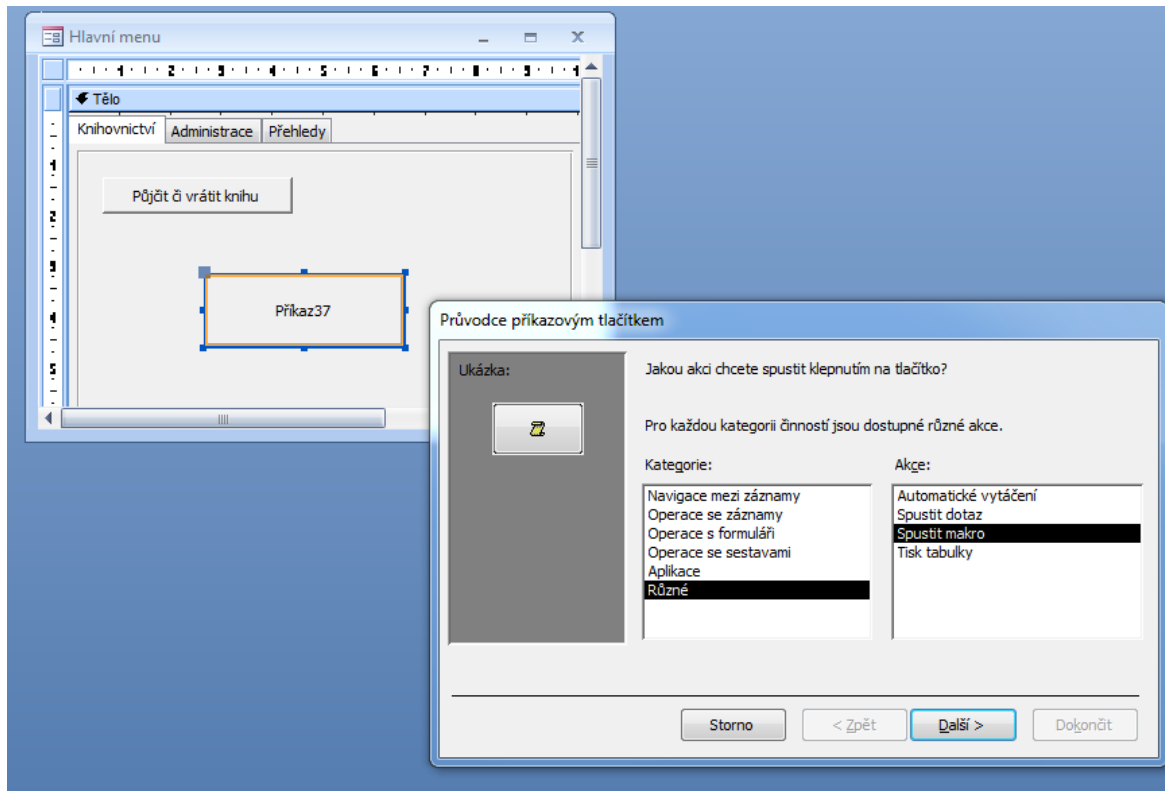 Hlavní menu
Tělo
Knihovnictví Administrace Přehledy
Půjčit či vrátit knihu
Příkaz37
Průvodce příkazovým tlačítkem
Ukázka:
Jakou akci chcete spustit klepnutím na tlačítko?
Pro každou kategorii činností jsou dostupné různé akce.
Kategorie:
Navigace mezi záznamy
Operace se záznamy
Operace s formuláři
Operace se sestavami
Aplikace
Různé
Akce:
Automatické vytáčení
Spustit dotaz
Spustit makro
Tisk tabulky
Storno < Zpět Další > Dokončit